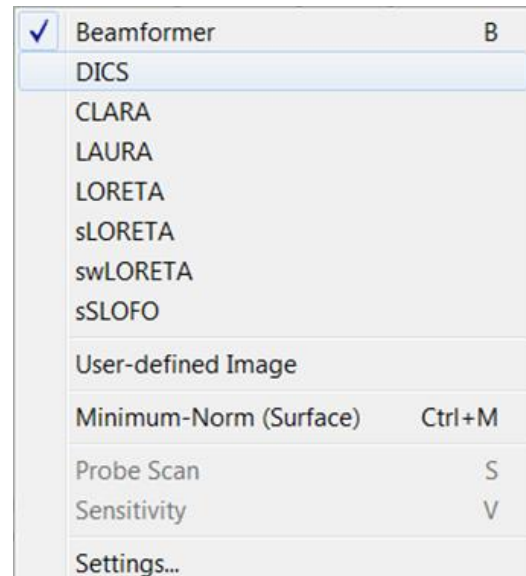 Beamformer B
DICS
CLARA
LAURA
LORETA
sLORETA
swLORETA
sSLOFO
User-defined Image
Minimum-Norm (Surface) Ctrl+M
Probe Scan S
Sensitivity V
Settings...